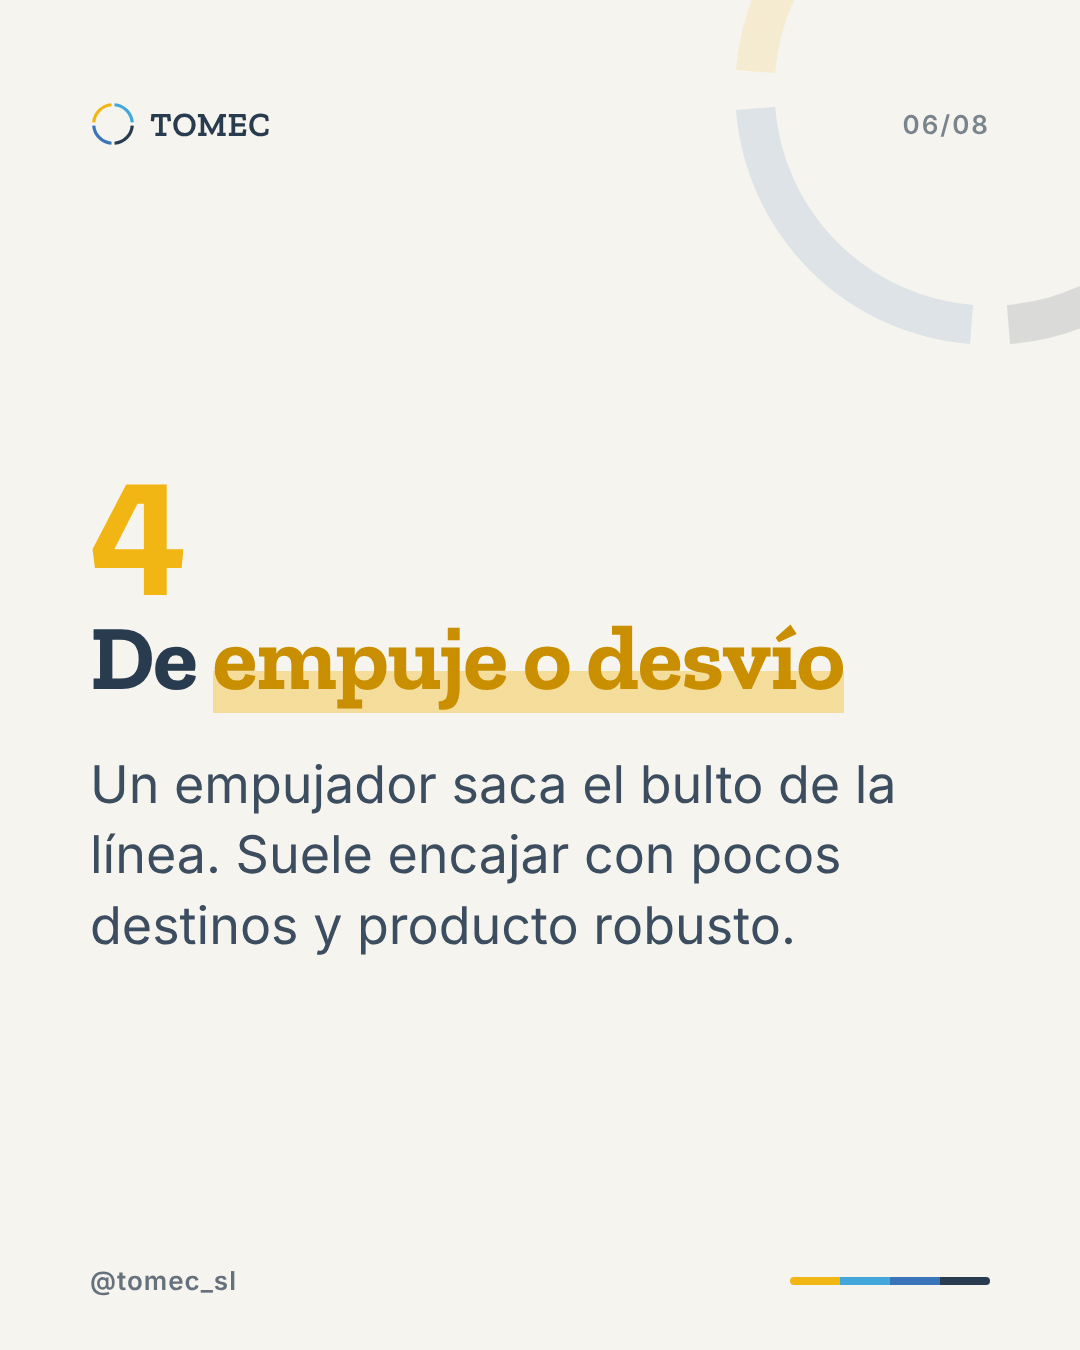 TOMEC
06/08
4
De empuje o desvío
Un empujador saca el bulto de la
línea. Suele encajar con pocos
destinos y producto robusto.
@tomec_sl